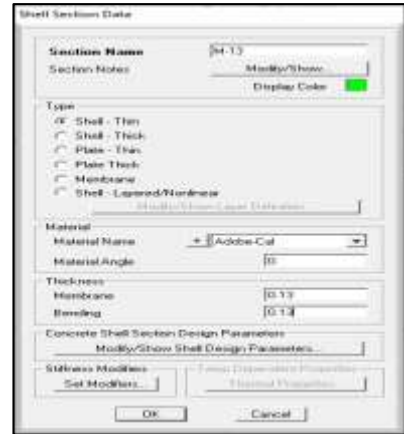 Shell Section Data
Section Name M-13
Section Notes Modify/Show...
Display Color
Type
Shell - Thin
Shell - Thick
Plate - Thin
Plate Thick
Membrane
Shell - Layered/Nonlinear
Modify/Show Layer Definition
Material
Material Name + Adobe-Cal
Material Angle 0
Thickness
Membrane 0.13
Bending 0.13
Concrete Shell Section Design Parameters
Modify/Show Shell Design Parameters...
Stiffness Modifiers Temp Dependent Properties
Set Modifiers... Thermal Properties
OK Cancel